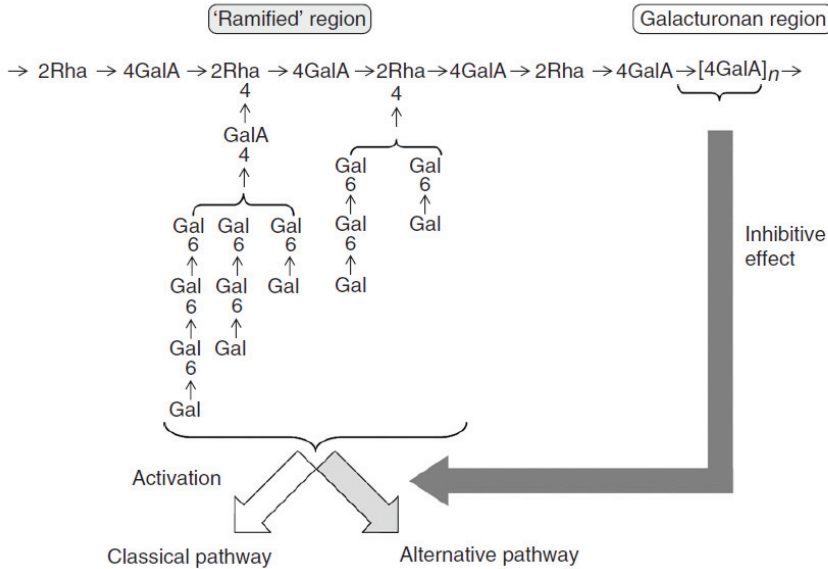 'Ramified' region
Galacturonan region
→ 2Rha → 4GalA → 2Rha → 4GalA → 2Rha → 4GalA → 2Rha → 4GalA → [4GalA]n →
4 4
↑ ↑
GalA
4
↑
Gal Gal
6 6
↑ ↑
Gal Gal
6
↑
Gal
Gal Gal Gal
6 6 6
↑ ↑ ↑
Gal Gal Gal
6 6
↑ ↑
Gal Gal
6
↑
Gal
Inhibitive
effect
Activation
Classical pathway
Alternative pathway